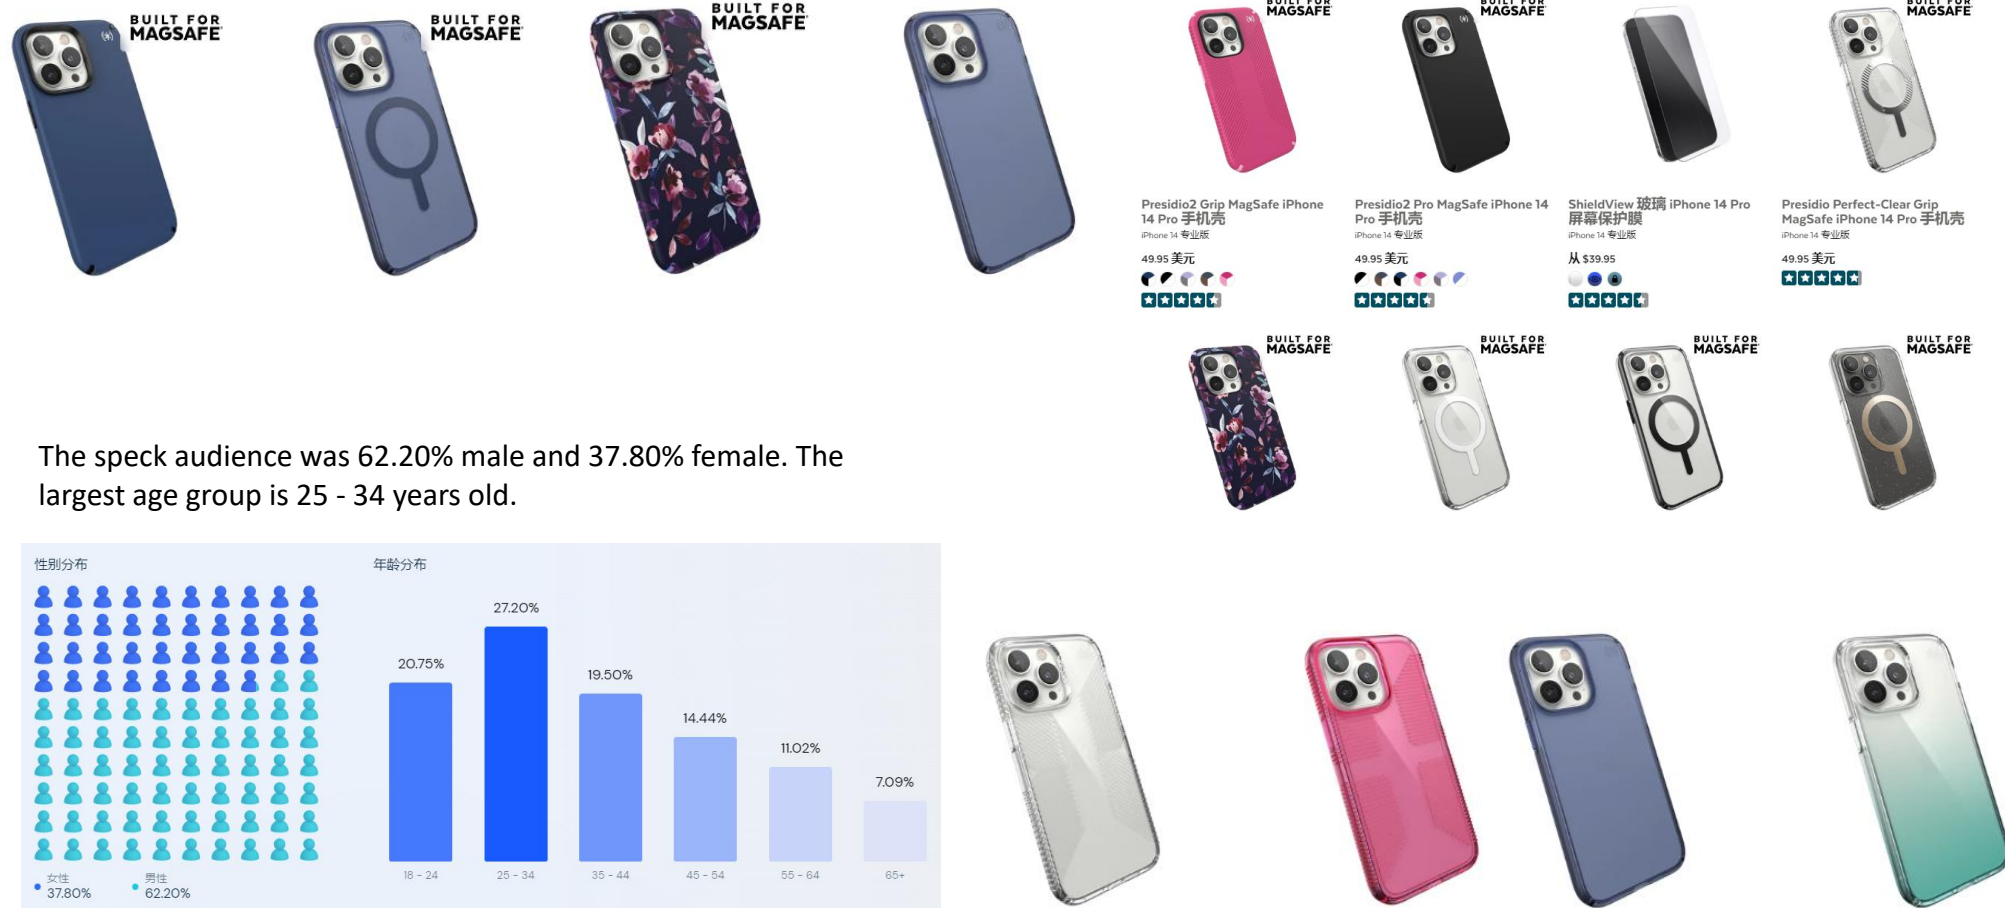 BUILT FOR
MAGSAFE
BUILT FOR
MAGSAFE
BUILT FOR
MAGSAFE
BUILT FOR
MAGSAFE
BUILT FOR
MAGSAFE
BUILT FOR
MAGSAFE
Presidio2 Grip MagSafe iPhone
14 Pro 手机壳
iPhone 14 专业版
49.95 美元
Presidio2 Pro MagSafe iPhone 14
Pro 手机壳
iPhone 14 专业版
49.95 美元
ShieldView 玻璃 iPhone 14 Pro
屏幕保护膜
iPhone 14 专业版
从 $39.95
Presidio Perfect-Clear Grip
MagSafe iPhone 14 Pro 手机壳
iPhone 14 专业版
49.95 美元
BUILT FOR
MAGSAFE
BUILT FOR
MAGSAFE
BUILT FOR
MAGSAFE
BUILT FOR
MAGSAFE
The speck audience was 62.20% male and 37.80% female. The
largest age group is 25 - 34 years old.
性别分布
女性
37.80%
男性
62.20%
年龄分布
20.75%
27.20%
19.50%
14.44%
11.02%
7.09%
18 - 24
25 - 34
35 - 44
45 - 54
55 - 64
65+